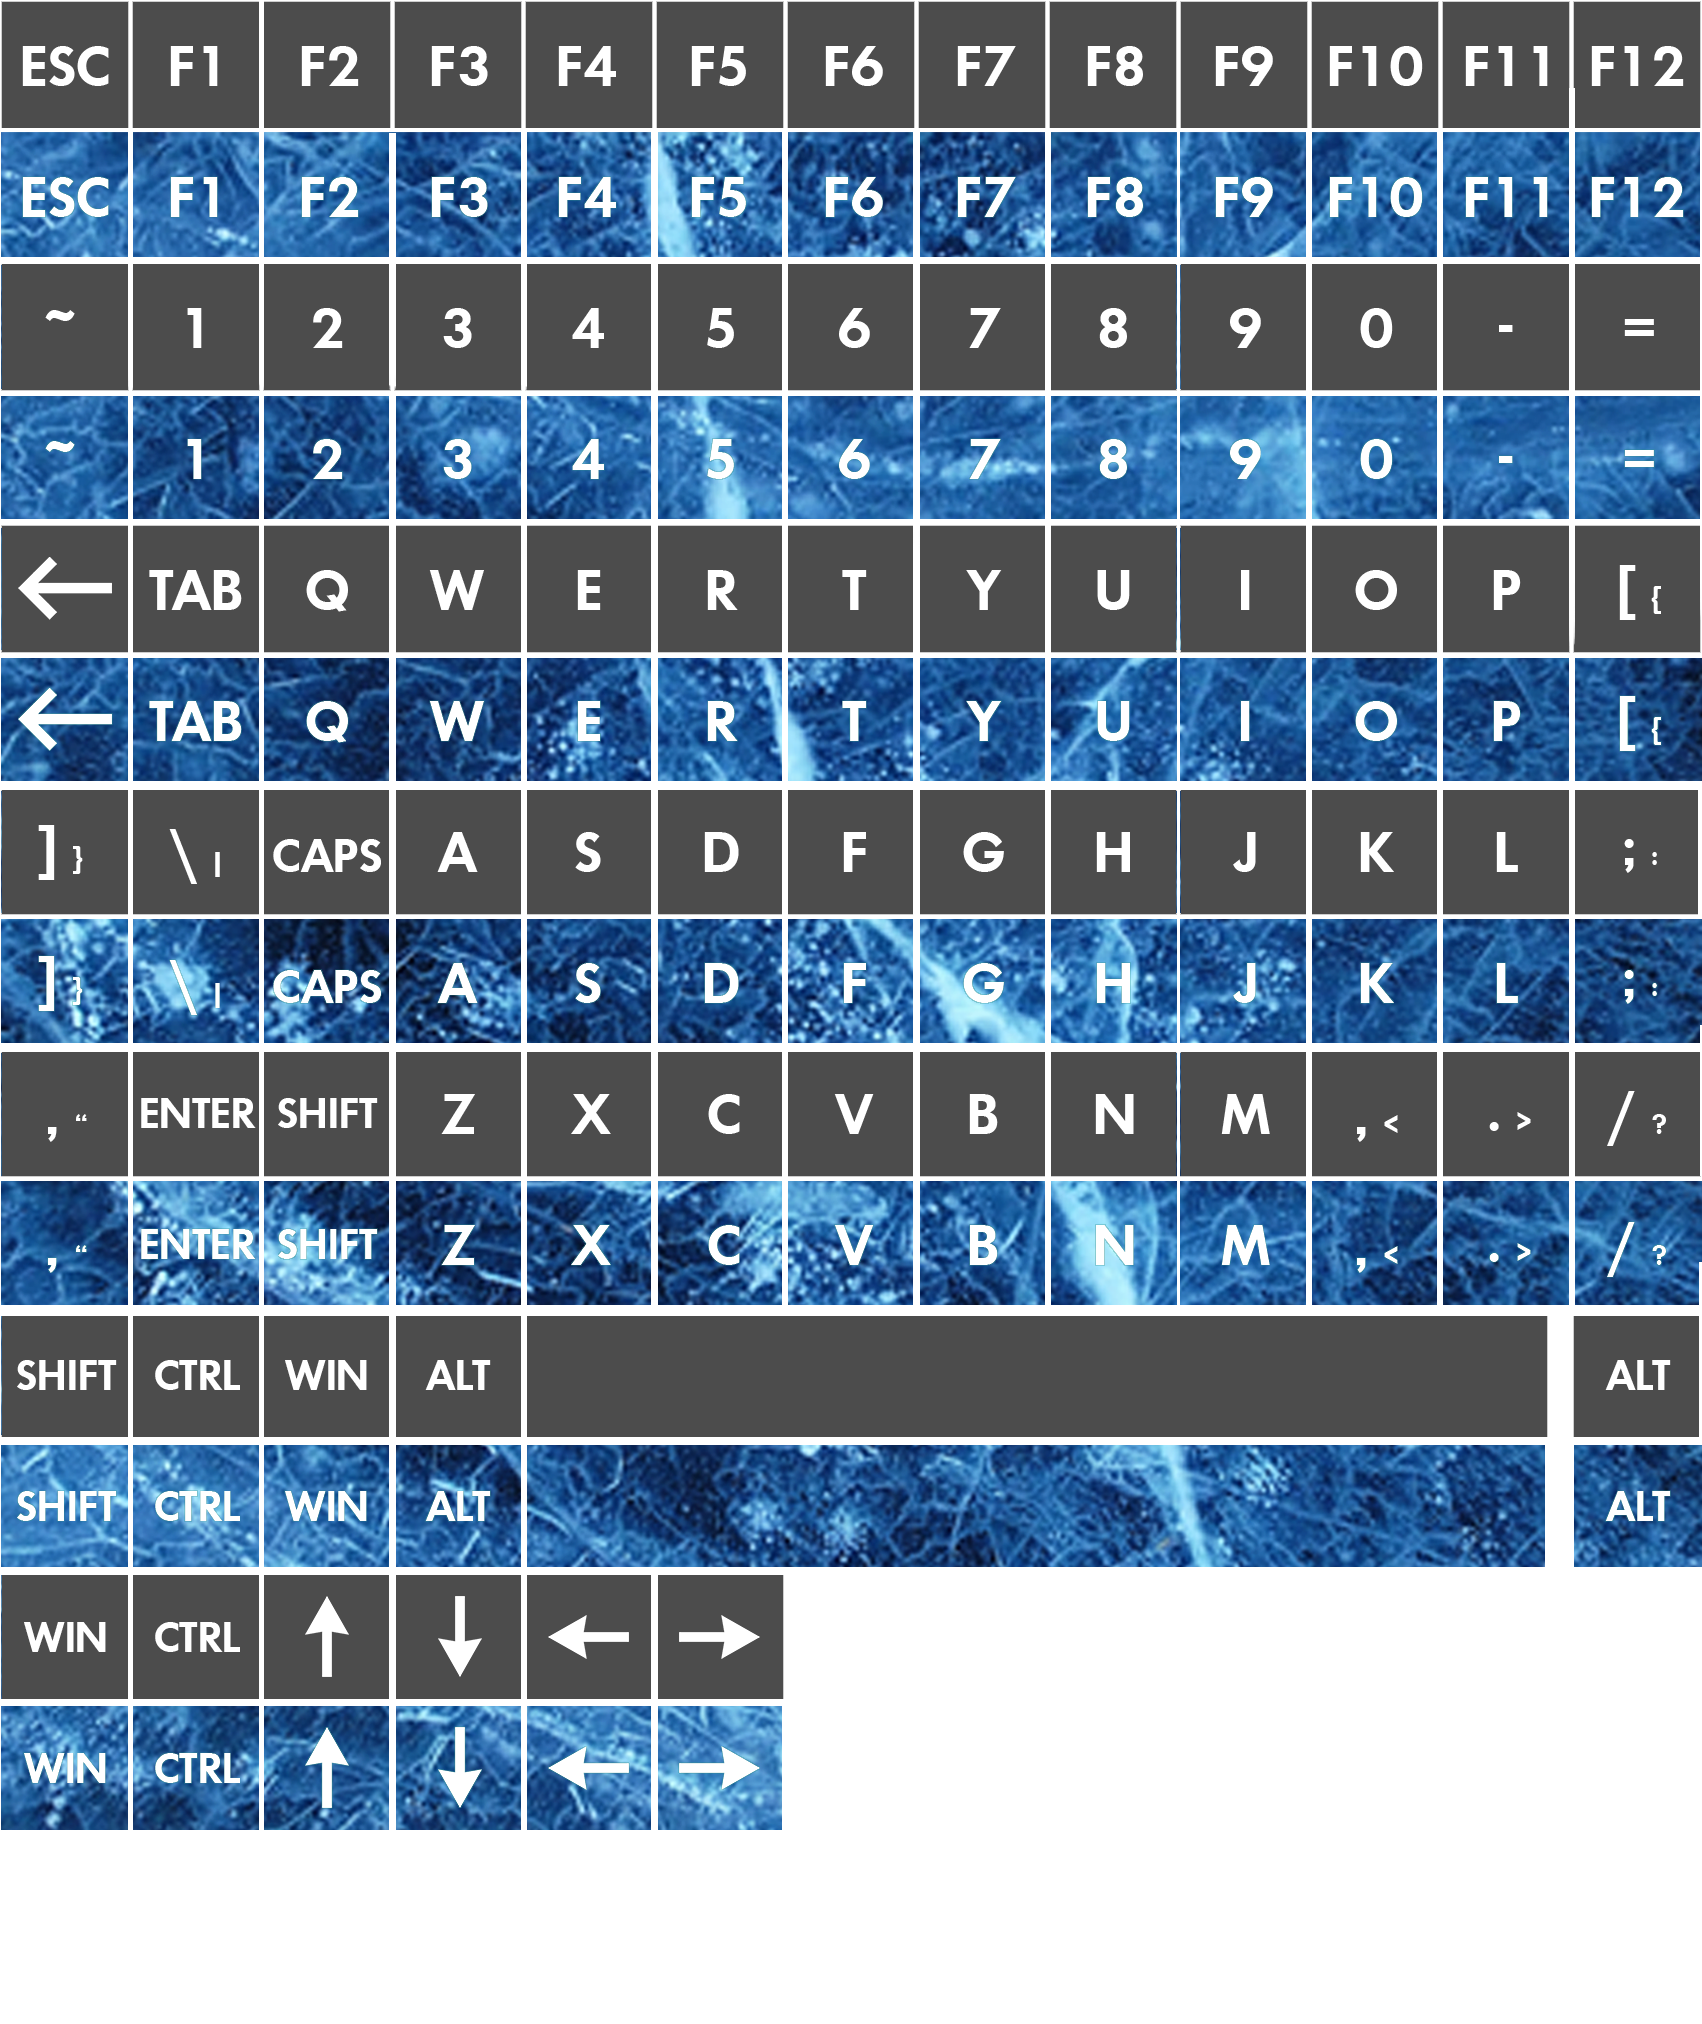 ESC F1 F2 F3 F4 F5 F6 F7 F8 F9 F10 F11 F12
ESC F1 F2 F3 F4 F5 F6 F7 F8 F9 F10 F11 F12
~ 1 2 3 4 5 6 7 8 9 0 - =
~ 1 2 3 4 5 6 7 8 9 0 - =
← TAB Q W E R T Y U I O P [ {
← TAB Q W E R T Y U I O P [ {
] } \ | CAPS A S D F G H J K L ; :
] } \ | CAPS A S D F G H J K L ; :
, “ ENTER SHIFT Z X C V B N M , < . > / ?
, “ ENTER SHIFT Z X C V B N M , < . > / ?
SHIFT CTRL WIN ALT ALT
SHIFT CTRL WIN ALT ALT
WIN CTRL ↑ ↓ ← →
WIN CTRL ↑ ↓ ← →